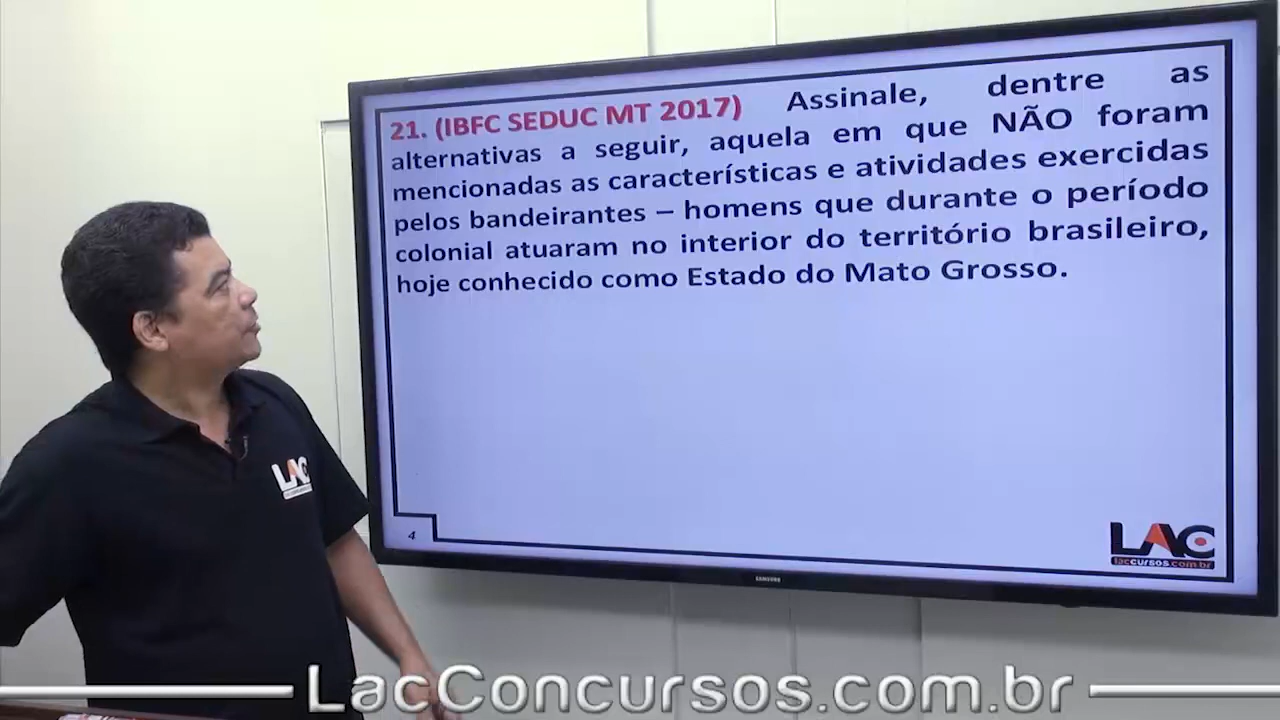 21. (IBFC SEDUC MT 2017) Assinale, dentre as
alternativas a seguir, aquela em que NÃO foram
mencionadas as características e atividades exercidas
pelos bandeirantes – homens que durante o período
colonial atuaram no interior do território brasileiro,
hoje conhecido como Estado do Mato Grosso.
4
LAC
laccursos.com.br
SAMSUNG
LAC
LacConcursos.com.br